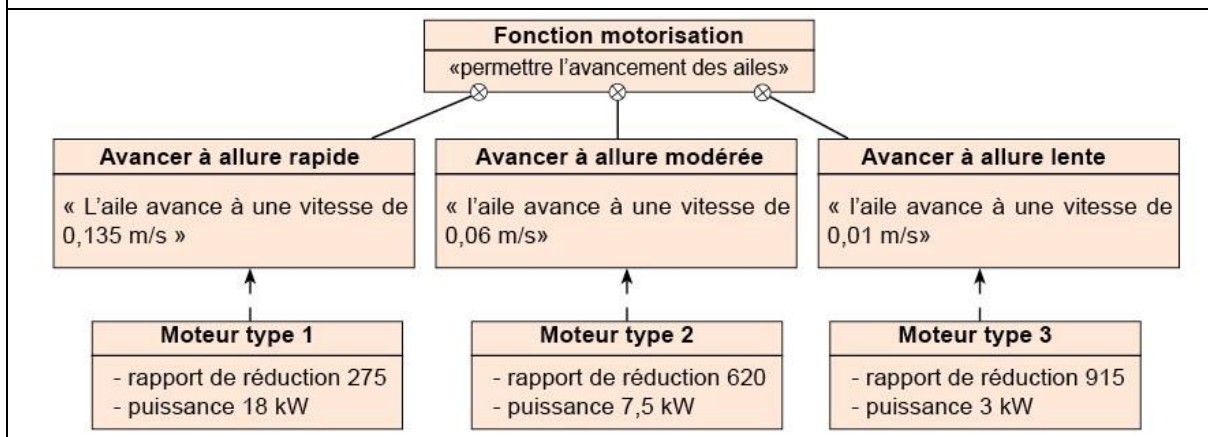 Fonction motorisation
«permettre l’avancement des ailes»
Avancer à allure rapide
« L’aile avance à une vitesse de
0,135 m/s »
Avancer à allure modérée
« l’aile avance à une vitesse de
0,06 m/s»
Avancer à allure lente
« l’aile avance à une vitesse de
0,01 m/s»
Moteur type 1
- rapport de réduction 275
- puissance 18 kW
Moteur type 2
- rapport de réduction 620
- puissance 7,5 kW
Moteur type 3
- rapport de réduction 915
- puissance 3 kW